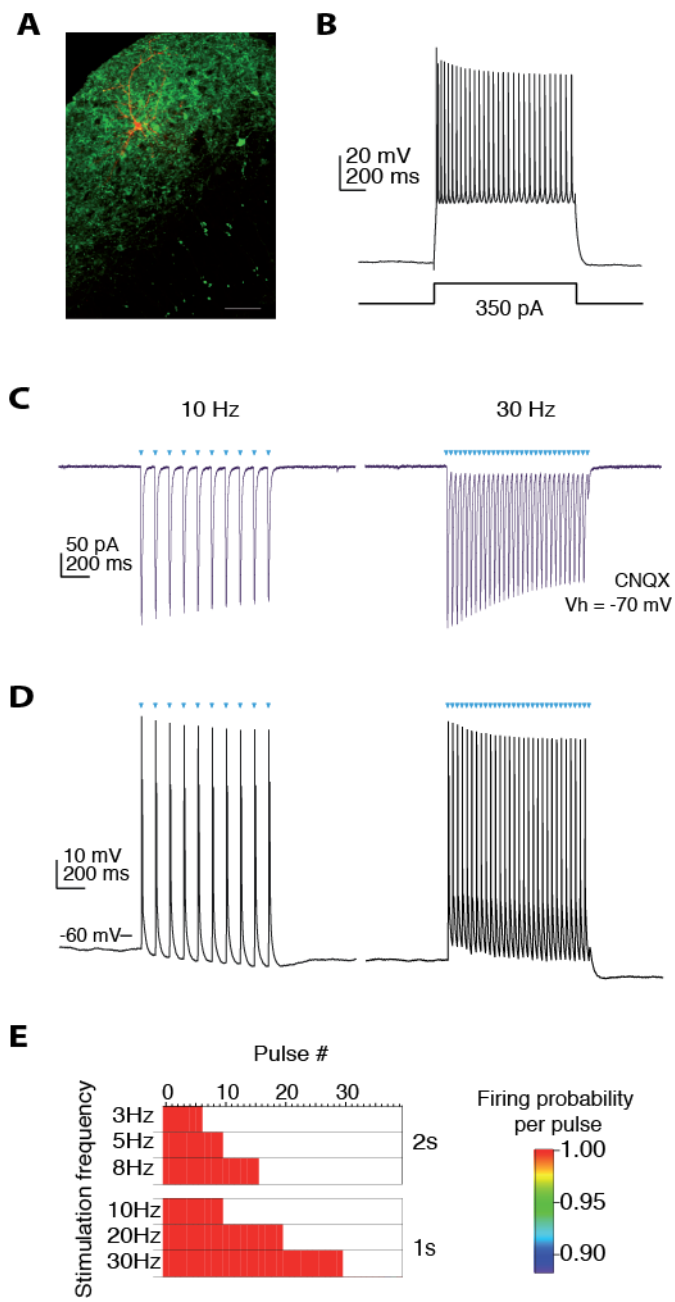 A
B
20 mV
200 ms
350 pA
C
10 Hz
30 Hz
50 pA
200 ms
CNQX
Vh = -70 mV
D
10 mV
200 ms
-60 mV
E
Pulse #
0 10 20 30
Stimulation frequency
3Hz
5Hz
8Hz
2s
10Hz
20Hz
30Hz
1s
Firing probability
per pulse
1.00
0.95
0.90